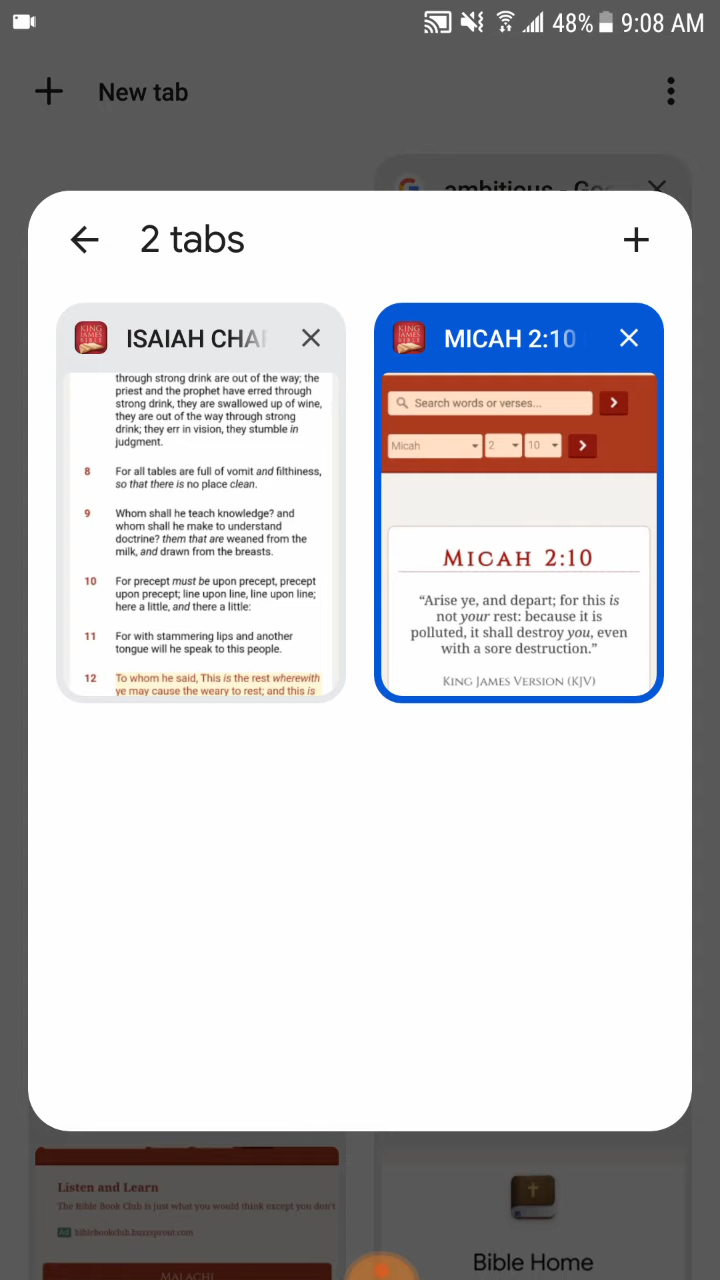 48% 9:08 AM
New tab
ambitious - Goo
2 tabs
ISAIAH CHA
through strong drink are out of the way; the
priest and the prophet have erred through
strong drink, they are swallowed up of wine,
they are out of the way through strong
drink; they err in vision, they stumble in
judgment.
8 For all tables are full of vomit and filthiness,
so that there is no place clean.
9 Whom shall he teach knowledge? and
whom shall he make to understand
doctrine? them that are weaned from the
milk, and drawn from the breasts.
10 For precept must be upon precept, precept
upon precept; line upon line, line upon line;
here a little, and there a little:
11 For with stammering lips and another
tongue will he speak to this people.
12 To whom he said, This is the rest wherewith
ye may cause the weary to rest; and this is
MICAH 2:10
Search words or verses...
Micah 2 10
MICAH 2:10
“Arise ye, and depart; for this is
not your rest: because it is
polluted, it shall destroy you, even
with a sore destruction.”
KING JAMES VERSION (KJV)
Listen and Learn
The Bible Book Club is just what you would think except you don't
Ad biblebookclub.buzzsprout.com
MALACHI
Bible Home